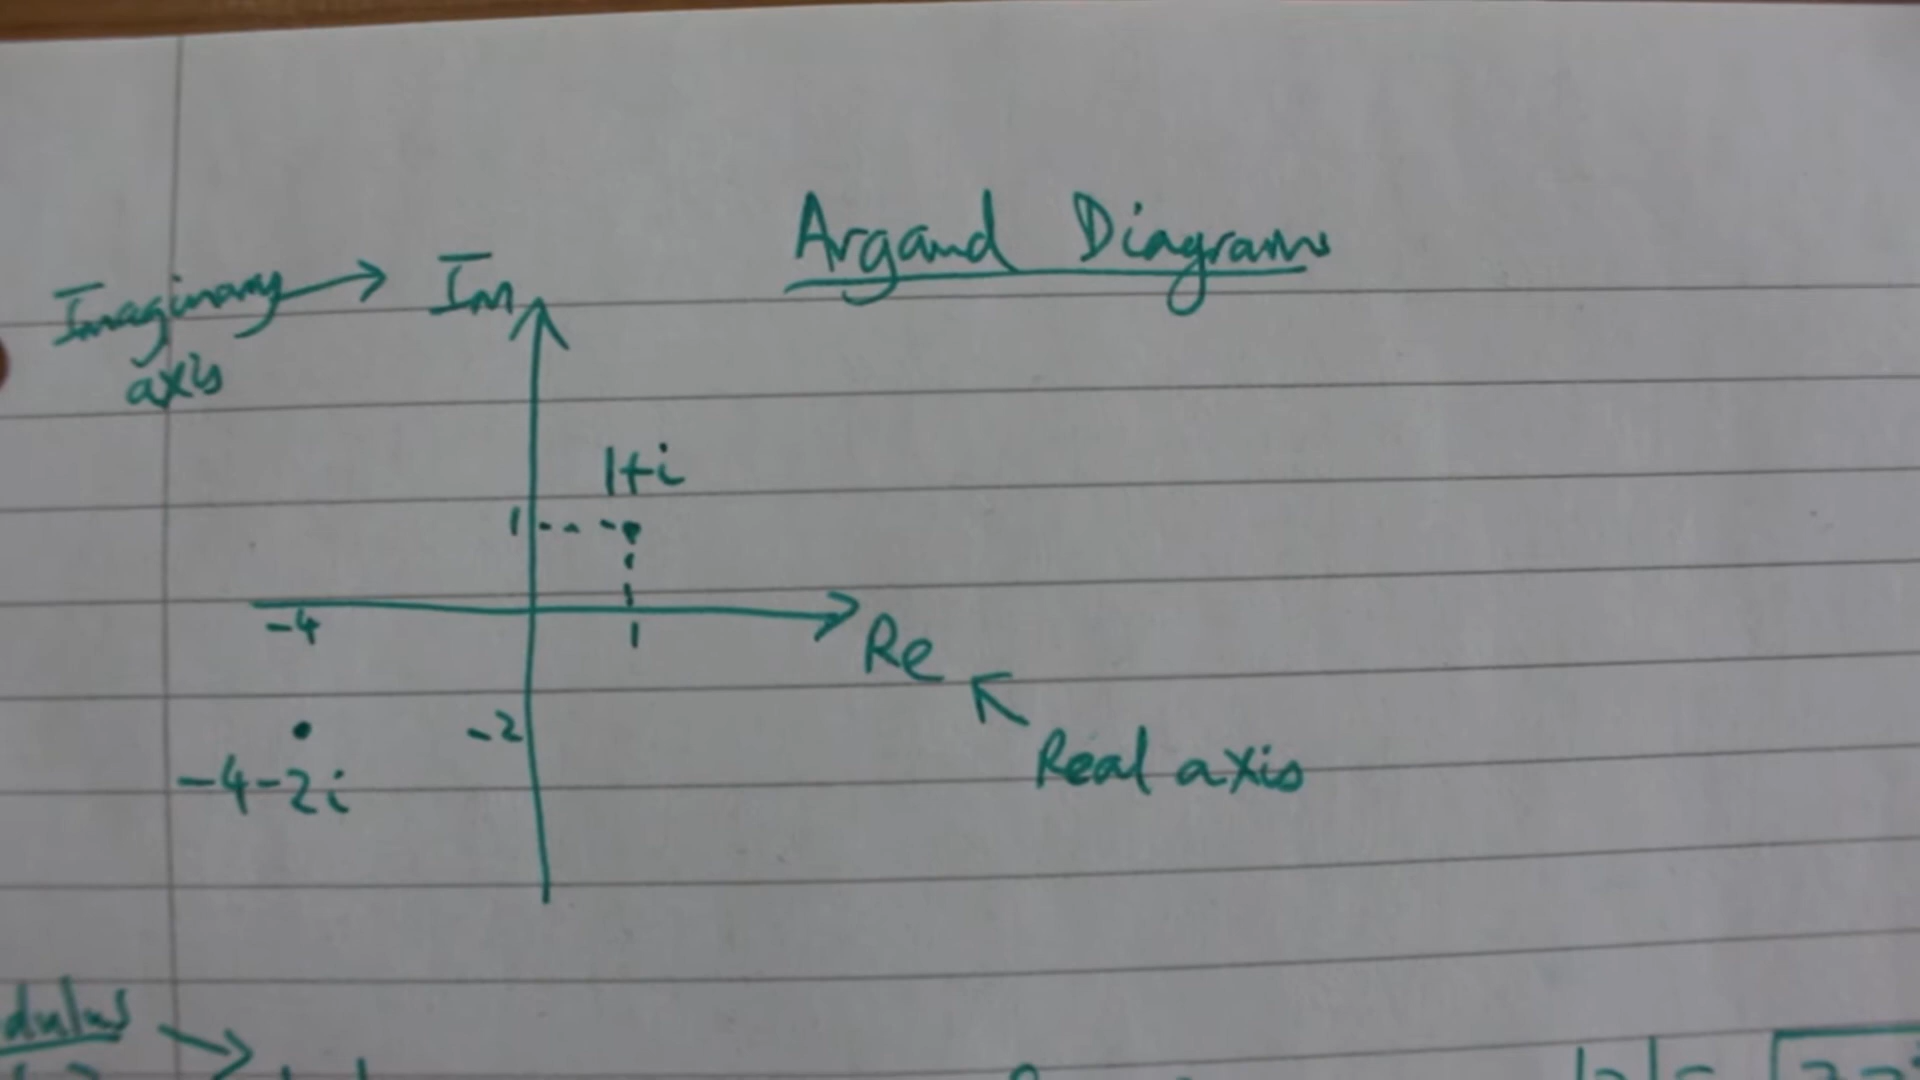 Argand Diagrams
Imaginary
axis
Im
1+i
1
-4
1
Re
-2
-4-2i
Real axis